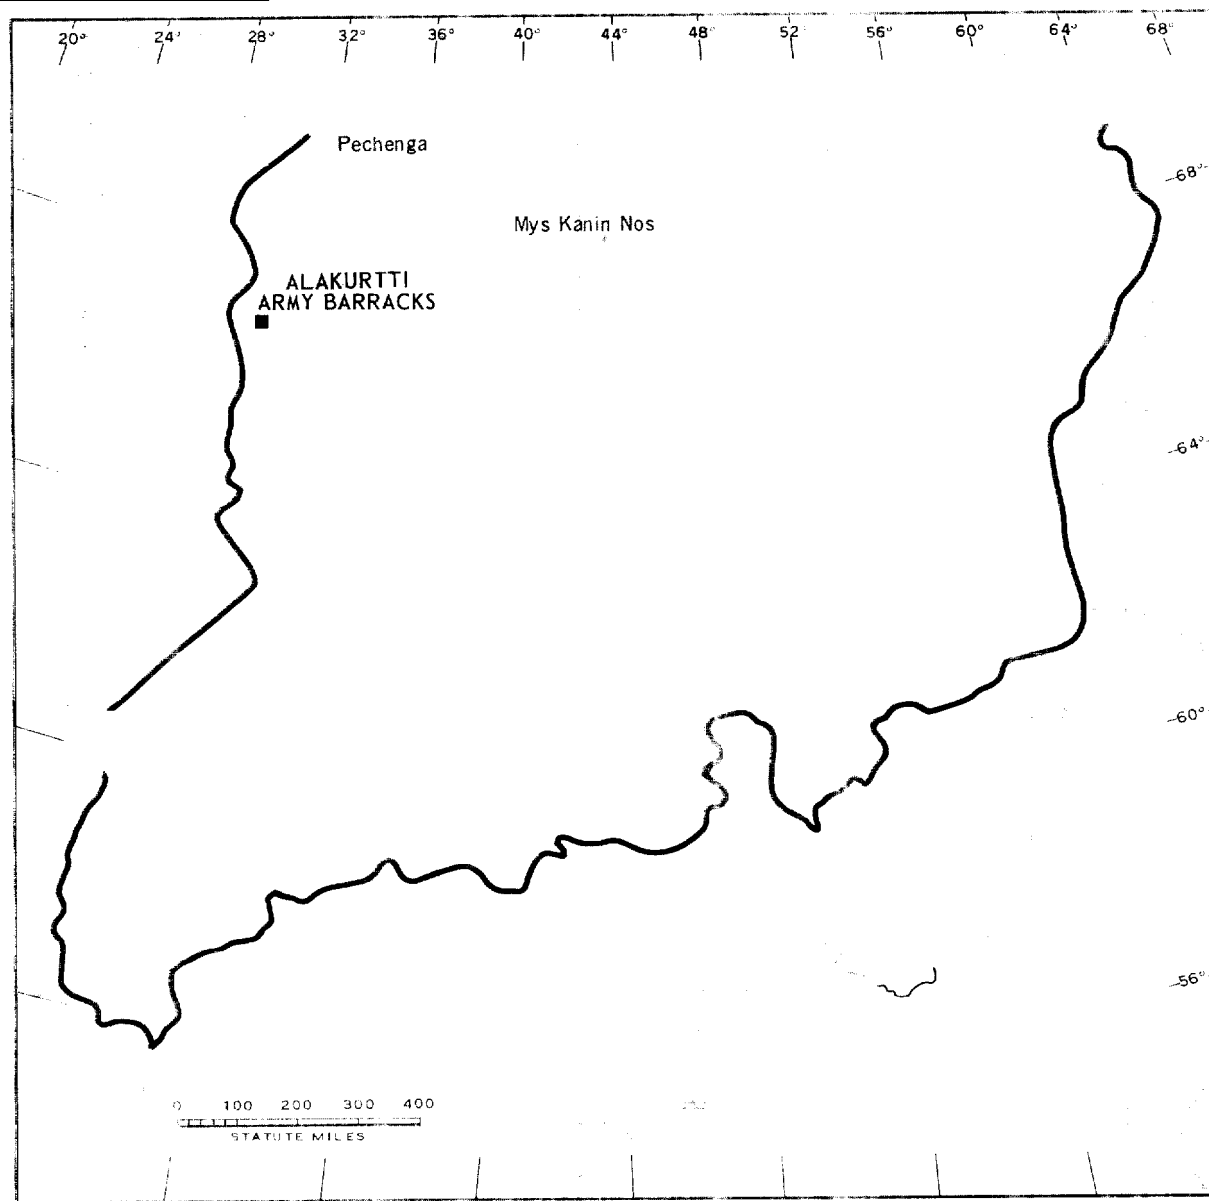 20° 24° 28° 32° 36° 40° 44° 48° 52° 56° 60° 64° 68°
Pechenga
68°
Mys Kanin Nos
ALAKURTTI
ARMY BARRACKS
64°
60°
56°
0 100 200 300 400
STATUTE MILES